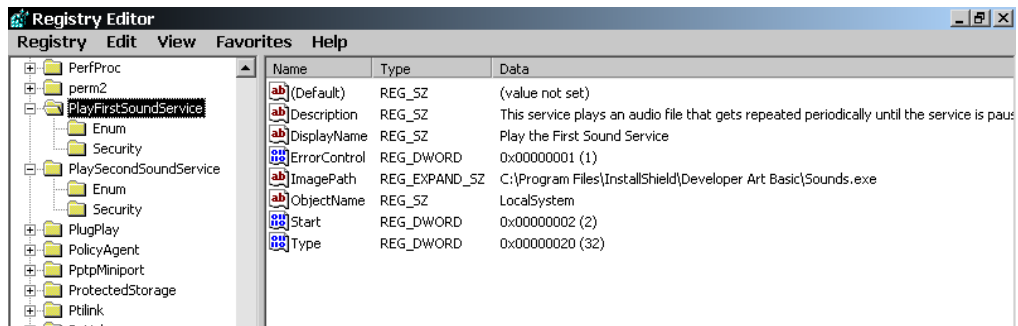 Registry Editor
Registry Edit View Favorites Help
PerfProc
perm2
PlayFirstSoundService
Enum
Security
PlaySecondSoundService
Enum
Security
PlugPlay
PolicyAgent
PptpMiniport
ProtectedStorage
Ptilink
Name Type Data
(Default) REG_SZ (value not set)
Description REG_SZ This service plays an audio file that gets repeated periodically until the service is
DisplayName REG_SZ Play the First Sound Service
ErrorControl REG_DWORD 0x00000001 (1)
ImagePath REG_EXPAND_SZ C:\Program Files\InstallShield\Developer Art Basic\Sounds.exe
ObjectName REG_SZ LocalSystem
Start REG_DWORD 0x00000002 (2)
Type REG_DWORD 0x00000020 (32)